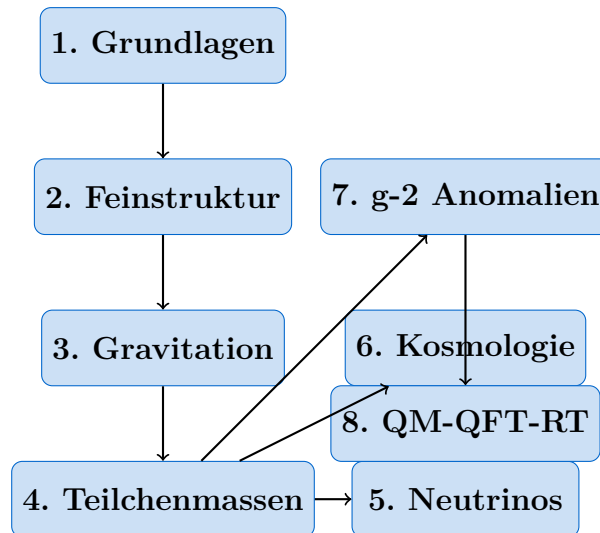 1. Grundlagen
2. Feinstruktur
7. g-2 Anomalien
3. Gravitation
6. Kosmologie
8. QM-QFT-RT
4. Teilchenmassen
5. Neutrinos